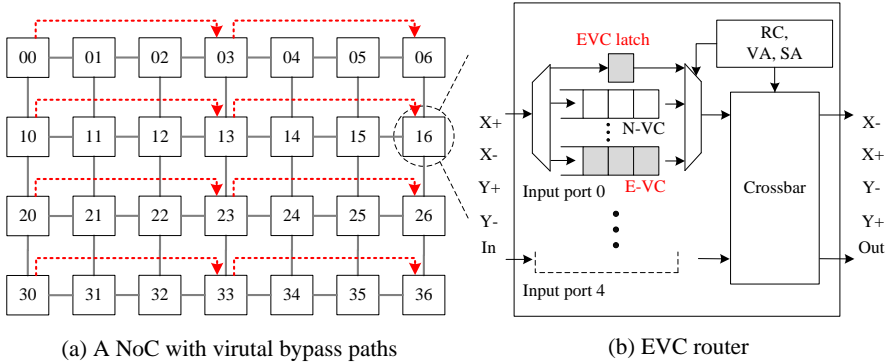 00 01 02 03 04 05 06
10 11 12 13 14 15 16
20 21 22 23 24 25 26
30 31 32 33 34 35 36
(a) A NoC with virutal bypass paths
EVC latch
RC,
VA, SA
N-VC
E-VC
Input port 0
Input port 4
X+
X-
Y+
Y-
In
Crossbar
X-
X+
Y-
Y+
Out
(b) EVC router